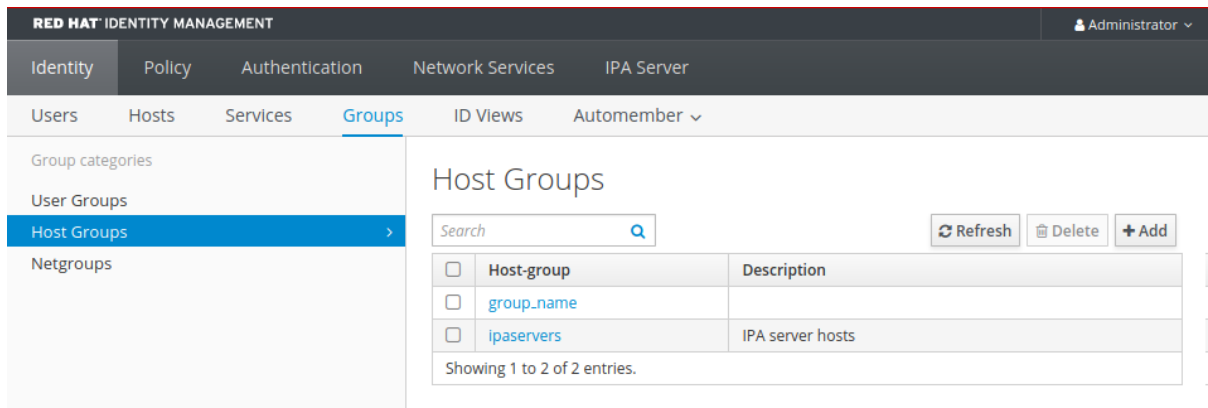 RED HAT IDENTITY MANAGEMENT Administrator
Identity Policy Authentication Network Services IPA Server
Users Hosts Services Groups ID Views Automember
Group categories
User Groups
Host Groups
Netgroups
Host Groups
Search Refresh Delete + Add
Host-group Description
group_name
ipaservers IPA server hosts
Showing 1 to 2 of 2 entries.